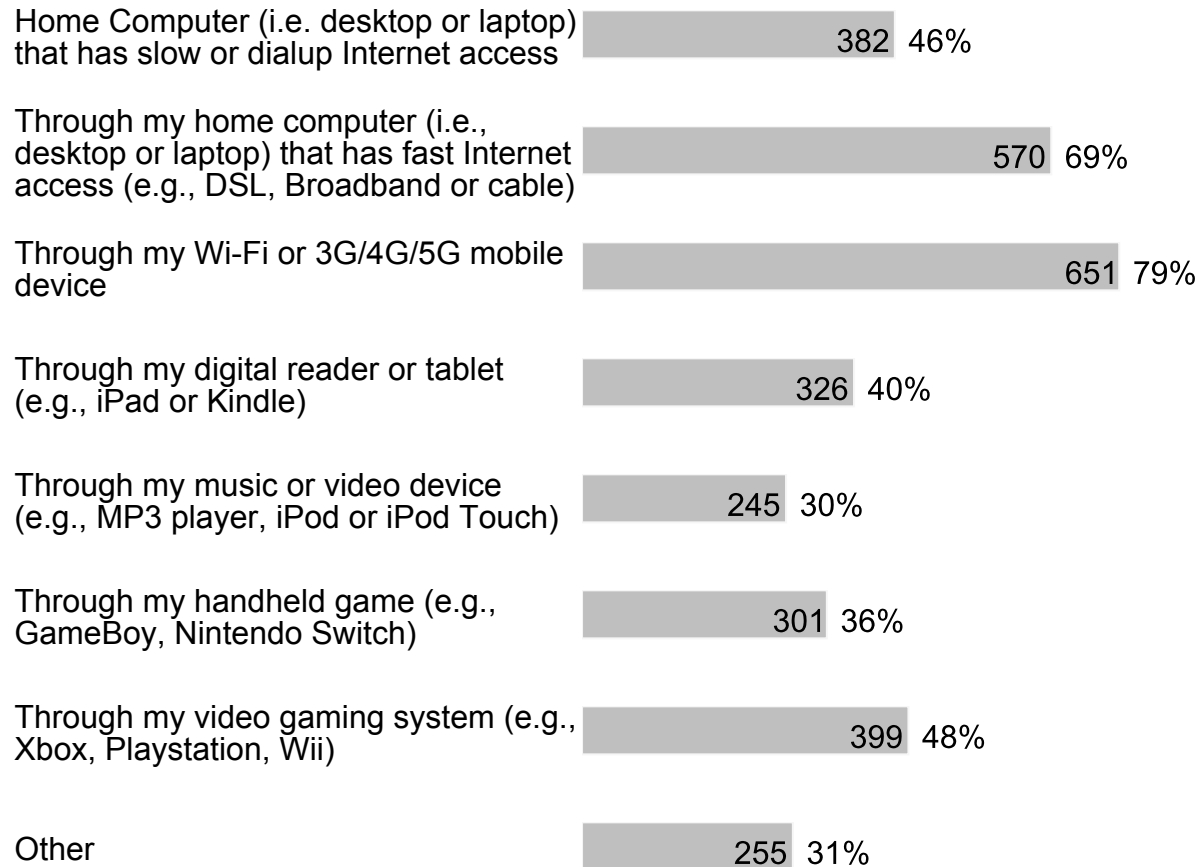 Home Computer (i.e. desktop or laptop)
that has slow or dialup Internet access
382 46%
Through my home computer (i.e.,
desktop or laptop) that has fast Internet
access (e.g., DSL, Broadband or cable)
570 69%
Through my Wi-Fi or 3G/4G/5G mobile
device
651 79%
Through my digital reader or tablet
(e.g., iPad or Kindle)
326 40%
Through my music or video device
(e.g., MP3 player, iPod or iPod Touch)
245 30%
Through my handheld game (e.g.,
GameBoy, Nintendo Switch)
301 36%
Through my video gaming system (e.g.,
Xbox, Playstation, Wii)
399 48%
Other
255 31%